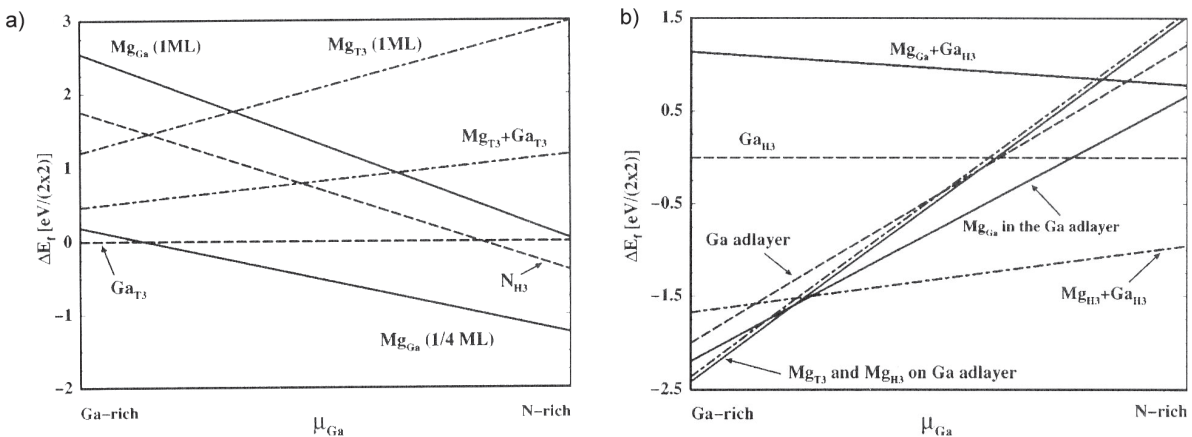 a)
3
2
1
0
−1
−2
ΔE_f [eV/(2x2)]
Mg_Ga (1ML)
Mg_T3 (1ML)
Mg_T3+Ga_T3
Ga_T3
N_H3
Mg_Ga (1/4 ML)
Ga−rich
μ_Ga
N−rich
b)
1.5
0.5
−0.5
−1.5
−2.5
ΔE_f [eV/(2x2)]
Mg_Ga+Ga_H3
Ga_H3
Mg_Ga in the Ga adlayer
Ga adlayer
Mg_H3+Ga_H3
Mg_T3 and Mg_H3 on Ga adlayer
Ga−rich
μ_Ga
N−rich